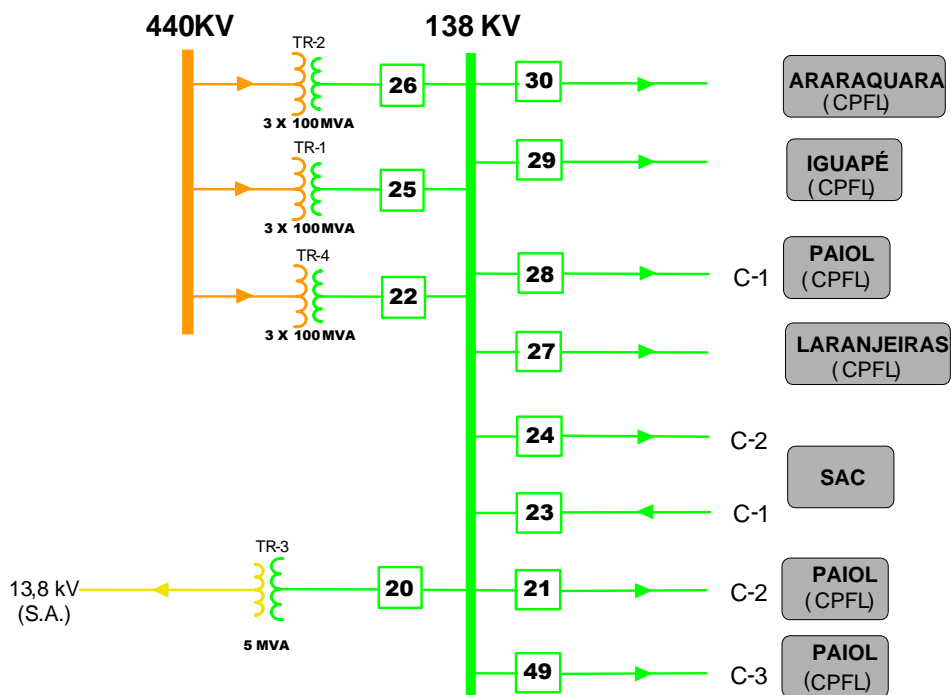 440KV
138 KV
TR-2
26
30
ARARAQUARA
(CPFL)
3 X 100MVA
TR-1
29
IGUAPÉ
(CPFL)
25
3 X 100MVA
TR-4
28
C-1
PAIOL
(CPFL)
22
3 X 100MVA
27
LARANJEIRAS
(CPFL)
24
C-2
SAC
23
C-1
TR-3
13,8 kV
(S.A.)
20
21
C-2
PAIOL
(CPFL)
5 MVA
49
C-3
PAIOL
(CPFL)